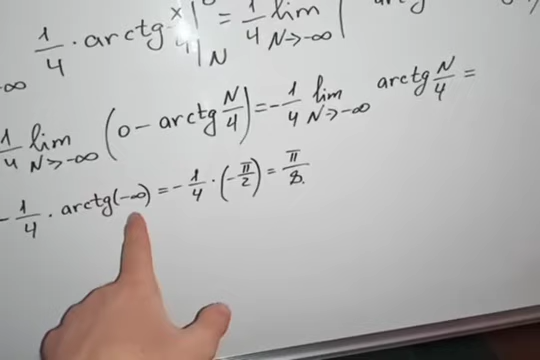 ∞ 1/4 · arctg x/4 |⁰_N = 1/4 lim_{N→-∞} |
1/4 lim_{N→-∞} (0 - arctg N/4) = - 1/4 lim_{N→-∞} arctg N/4 =
- 1/4 · arctg(-∞) = - 1/4 · (- π/2) = π/8.